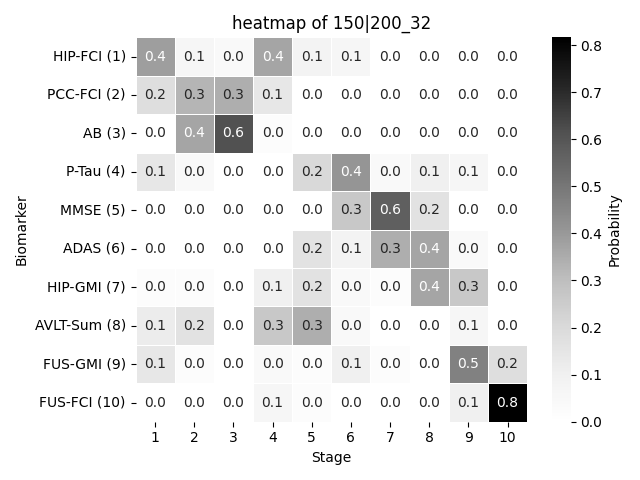 heatmap of 150|200_32
HIP-FCI (1) 0.4 0.1 0.0 0.4 0.1 0.1 0.0 0.0 0.0 0.0
PCC-FCI (2) 0.2 0.3 0.3 0.1 0.0 0.0 0.0 0.0 0.0 0.0
AB (3) 0.0 0.4 0.6 0.0 0.0 0.0 0.0 0.0 0.0 0.0
P-Tau (4) 0.1 0.0 0.0 0.0 0.2 0.4 0.0 0.1 0.1 0.0
MMSE (5) 0.0 0.0 0.0 0.0 0.0 0.3 0.6 0.2 0.0 0.0
ADAS (6) 0.0 0.0 0.0 0.0 0.2 0.1 0.3 0.4 0.0 0.0
HIP-GMI (7) 0.0 0.0 0.0 0.1 0.2 0.0 0.0 0.4 0.3 0.0
AVLT-Sum (8) 0.1 0.2 0.0 0.3 0.3 0.0 0.0 0.0 0.1 0.0
FUS-GMI (9) 0.1 0.0 0.0 0.0 0.0 0.1 0.0 0.0 0.5 0.2
FUS-FCI (10) 0.0 0.0 0.0 0.1 0.0 0.0 0.0 0.0 0.1 0.8
1 2 3 4 5 6 7 8 9 10
Stage
Biomarker
0.8
0.7
0.6
0.5
0.4
0.3
0.2
0.1
0.0
Probability